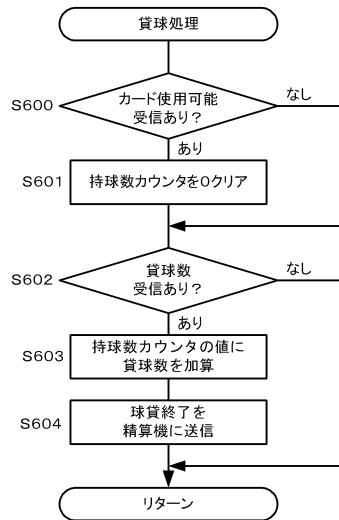 貸球処理
S600
カード使用可能
受信あり?
なし
あり
S601
持球数カウンタを0クリア
S602
貸球数
受信あり?
なし
あり
S603
持球数カウンタの値に
貸球数を加算
S604
球貸終了を
精算機に送信
リターン